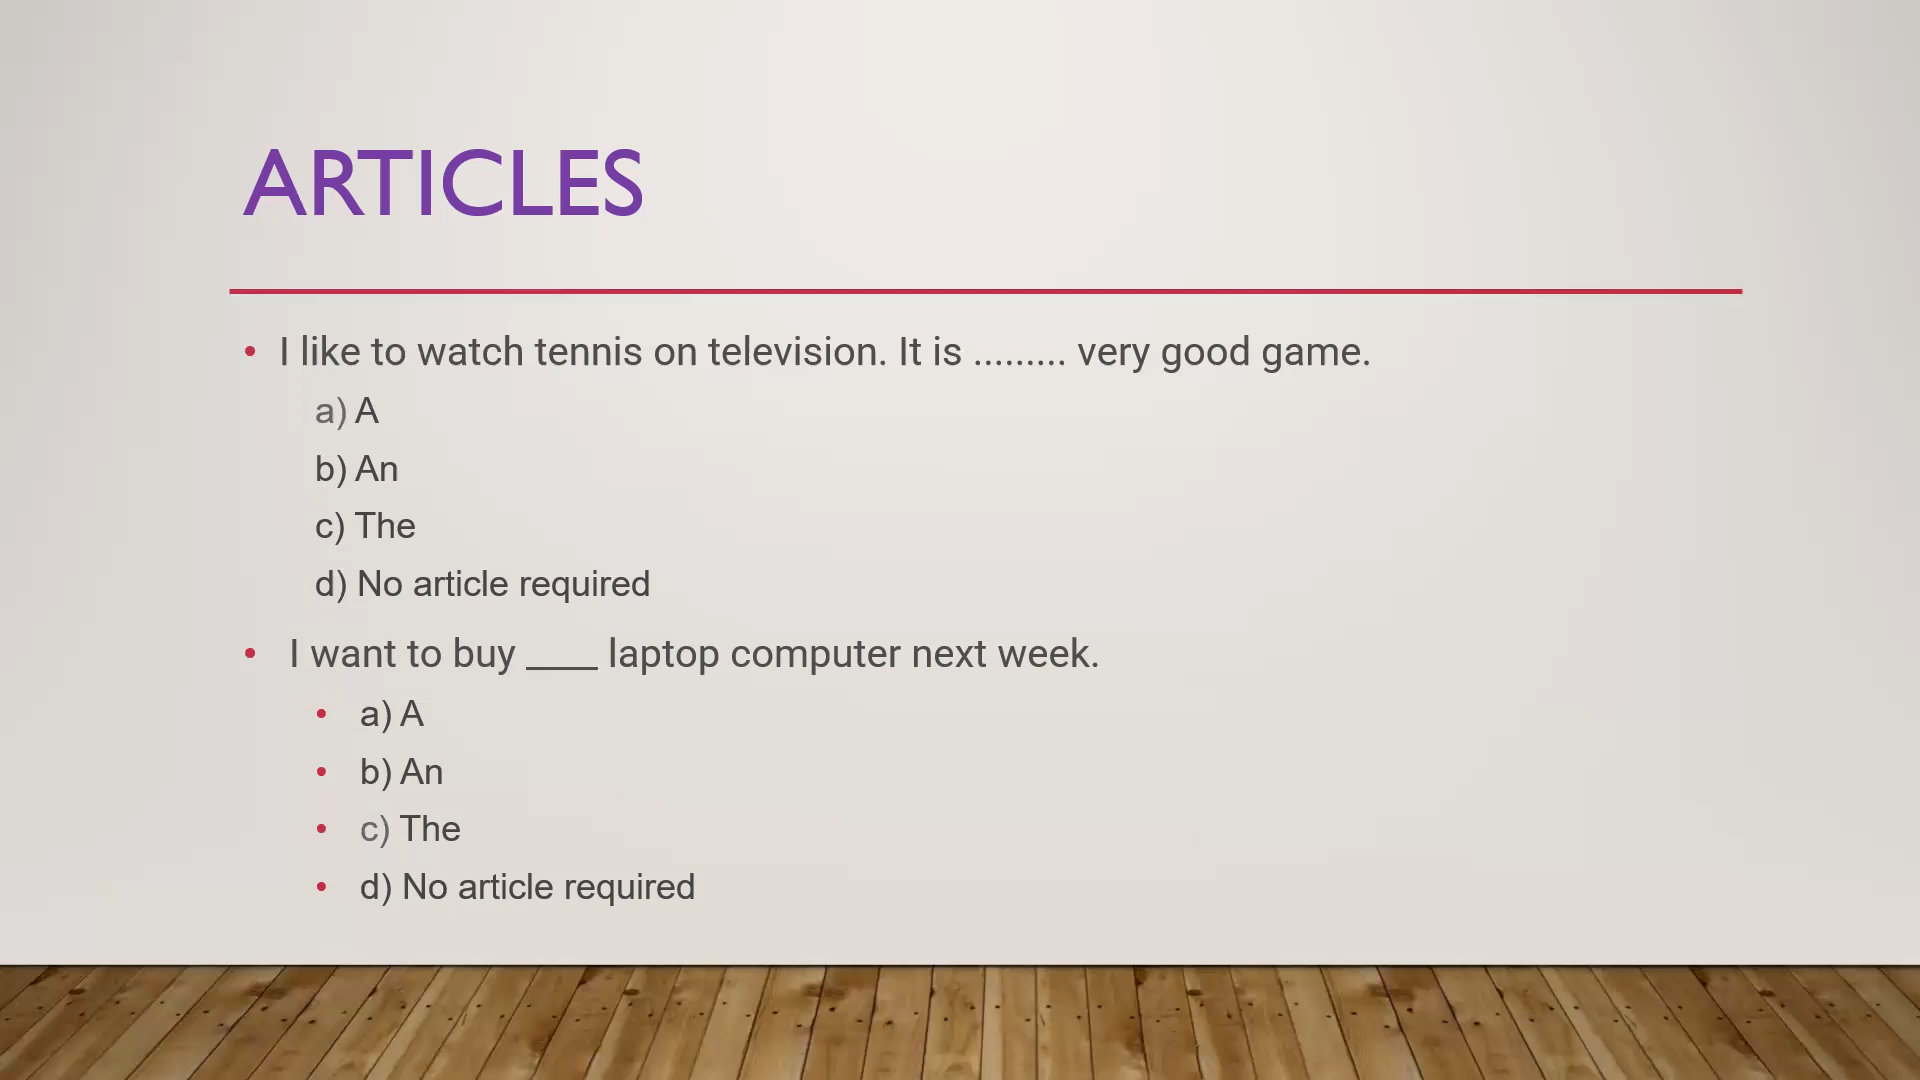 ARTICLES
• I like to watch tennis on television. It is ......... very good game.
a) A
b) An
c) The
d) No article required
• I want to buy ____ laptop computer next week.
• a) A
• b) An
• c) The
• d) No article required